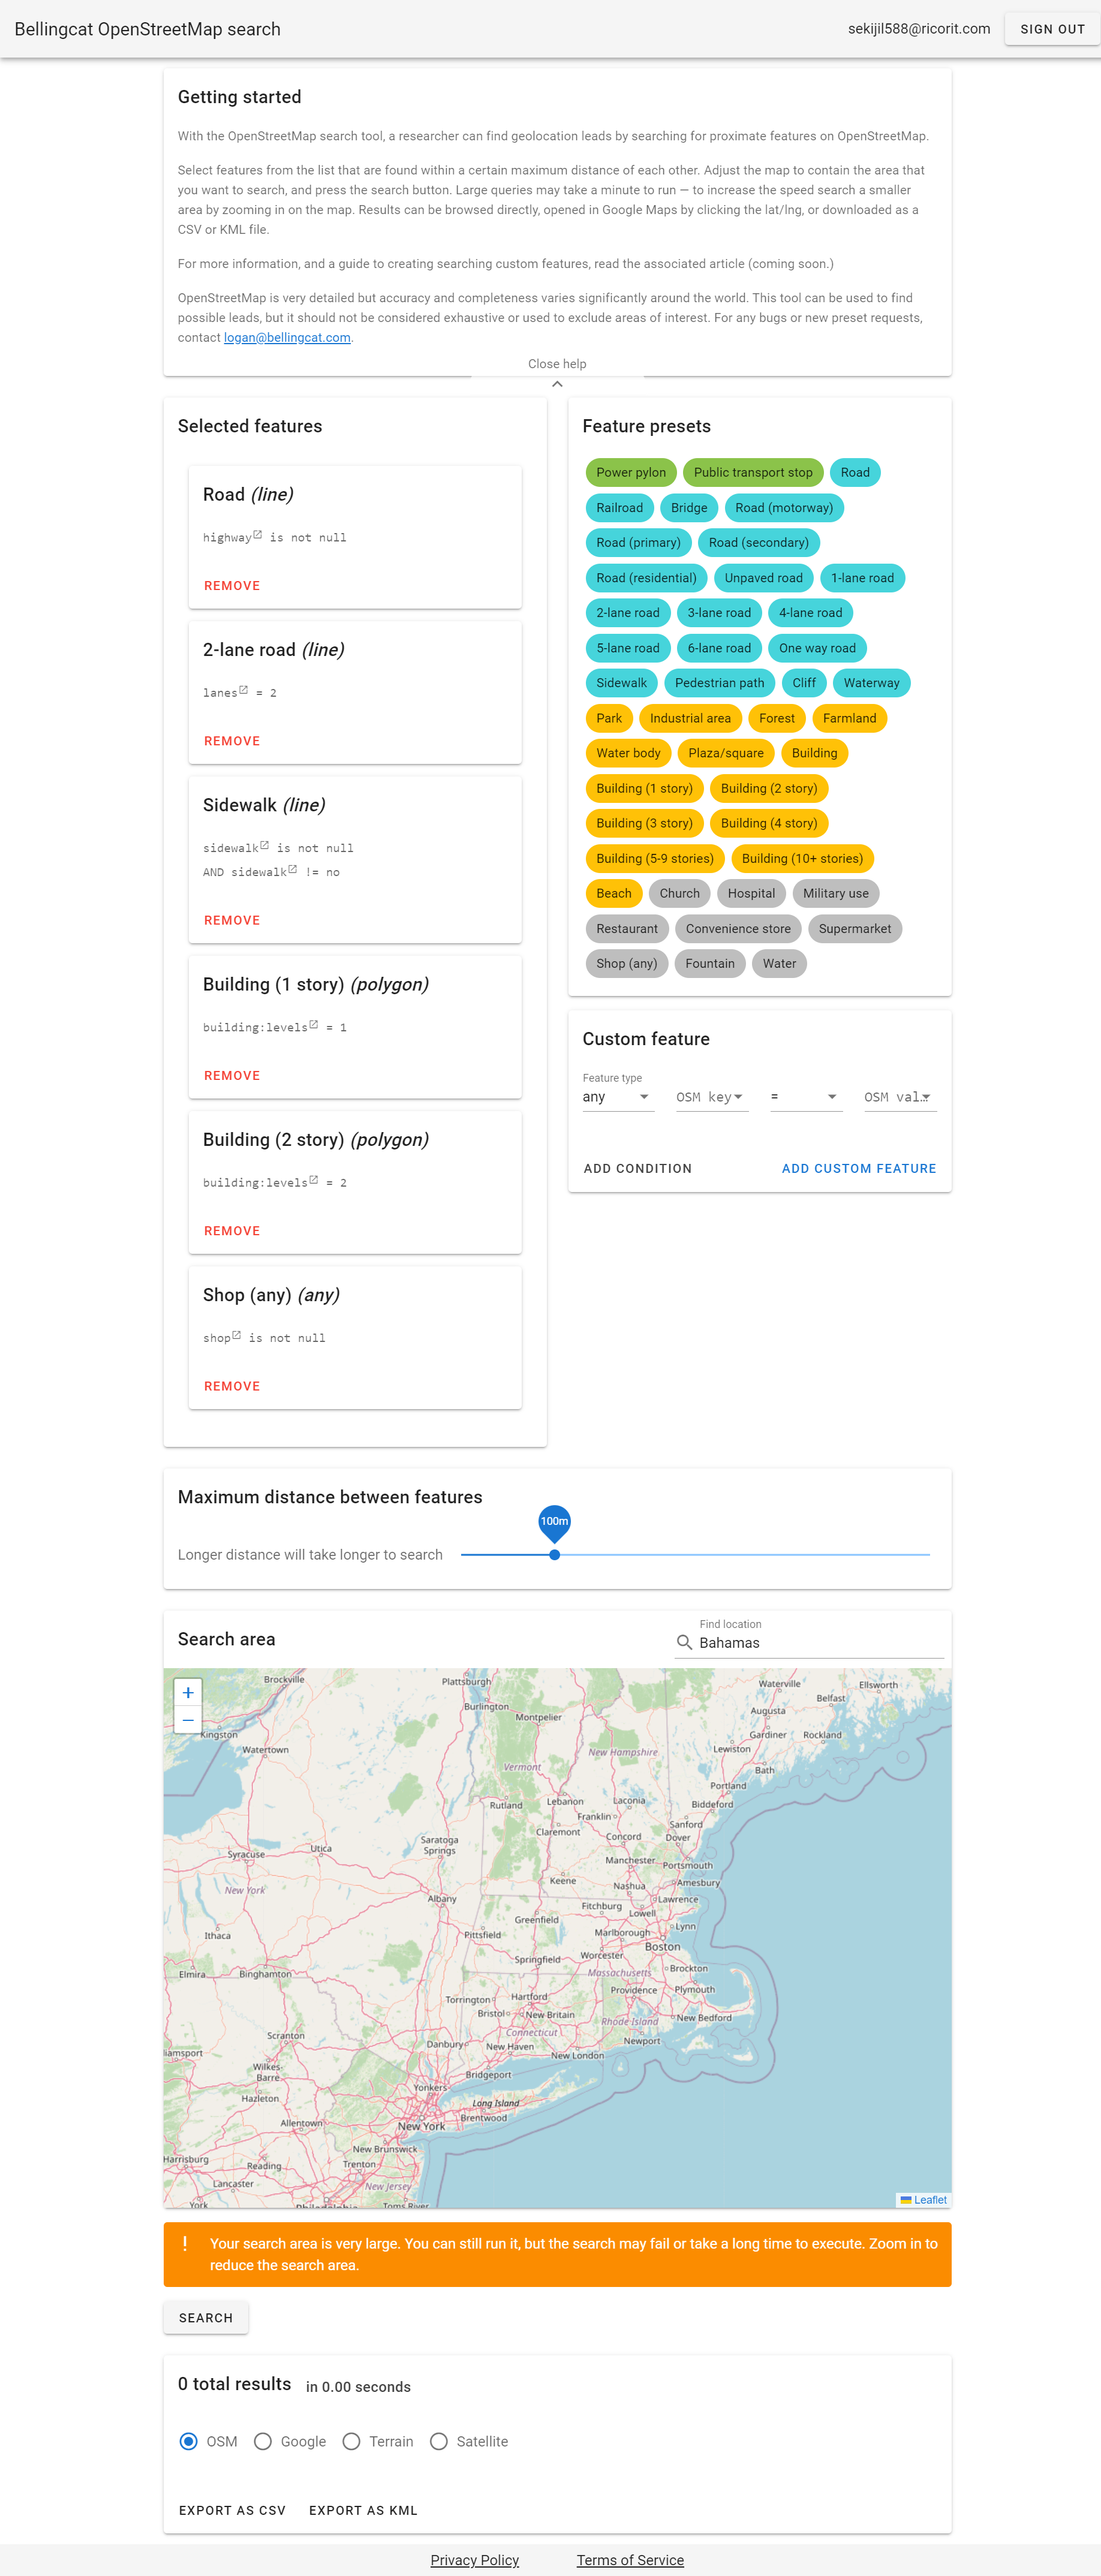 Bellingcat OpenStreetMap search
sekijil588@ricorit.com
SIGN OUT
Getting started
With the OpenStreetMap search tool, a researcher can find geolocation leads by searching for proximate features on OpenStreetMap.
Select features from the list that are found within a certain maximum distance of each other. Adjust the map to contain the area that
you want to search, and press the search button. Large queries may take a minute to run — to increase the speed search a smaller
area by zooming in on the map. Results can be browsed directly, opened in Google Maps by clicking the lat/lng, or downloaded as a
CSV or KML file.
For more information, and a guide to creating searching custom features, read the associated article (coming soon.)
OpenStreetMap is very detailed but accuracy and completeness varies significantly around the world. This tool can be used to find
possible leads, but it should not be considered exhaustive or used to exclude areas of interest. For any bugs or new preset requests,
contact logan@bellingcat.com.
Close help
Selected features
Road (line)
highway is not null
REMOVE
2-lane road (line)
lanes = 2
REMOVE
Sidewalk (line)
sidewalk is not null
AND sidewalk != no
REMOVE
Building (1 story) (polygon)
building:levels = 1
REMOVE
Building (2 story) (polygon)
building:levels = 2
REMOVE
Shop (any) (any)
shop is not null
REMOVE
Feature presets
Power pylon Public transport stop Road
Railroad Bridge Road (motorway)
Road (primary) Road (secondary)
Road (residential) Unpaved road 1-lane road
2-lane road 3-lane road 4-lane road
5-lane road 6-lane road One way road
Sidewalk Pedestrian path Cliff Waterway
Park Industrial area Forest Farmland
Water body Plaza/square Building
Building (1 story) Building (2 story)
Building (3 story) Building (4 story)
Building (5-9 stories) Building (10+ stories)
Beach Church Hospital Military use
Restaurant Convenience store Supermarket
Shop (any) Fountain Water
Custom feature
Feature type
any OSM key = OSM val…
ADD CONDITION ADD CUSTOM FEATURE
Maximum distance between features
100m
Longer distance will take longer to search
Search area
Find location
Bahamas
+
−
Brockville
Plattsburgh
Waterville
Ellsworth
Belfast
Burlington
Montpelier
Augusta
Kingston
Gardiner Rockland
Watertown
New Hampshire
Lewiston
Vermont
Bath
Portland
Rutland Lebanon Laconia
Biddeford
Franklin
Sanford
Claremont Concord Dover
Saratoga
Springs
Utica
Syracuse
Manchester Portsmouth
Keene
Nashua
Amesbury
New York
Albany
Lawrence
Fitchburg
Lowell
Greenfield
Lynn
Ithaca
Pittsfield
Marlborough
Boston
Worcester
Springfield
Elmira Binghamton
Massachusetts
Brockton
Providence Plymouth
Torrington Hartford
Bristol New Britain
Rhode Island
New Bedford
Connecticut
Scranton
Danbury New Haven
Newport
New London
liamsport
Wilkes-
Barre
Bridgeport
Yonkers
Hazleton
Long Island
Brentwood
Allentown
New York
New Brunswick
Harrisburg
Reading
Trenton
Lancaster
New Jersey
York
Philadelphia
Toms River
Leaflet
! Your search area is very large. You can still run it, but the search may fail or take a long time to execute. Zoom in to
reduce the search area.
SEARCH
0 total results in 0.00 seconds
OSM Google Terrain Satellite
EXPORT AS CSV EXPORT AS KML
Privacy Policy Terms of Service